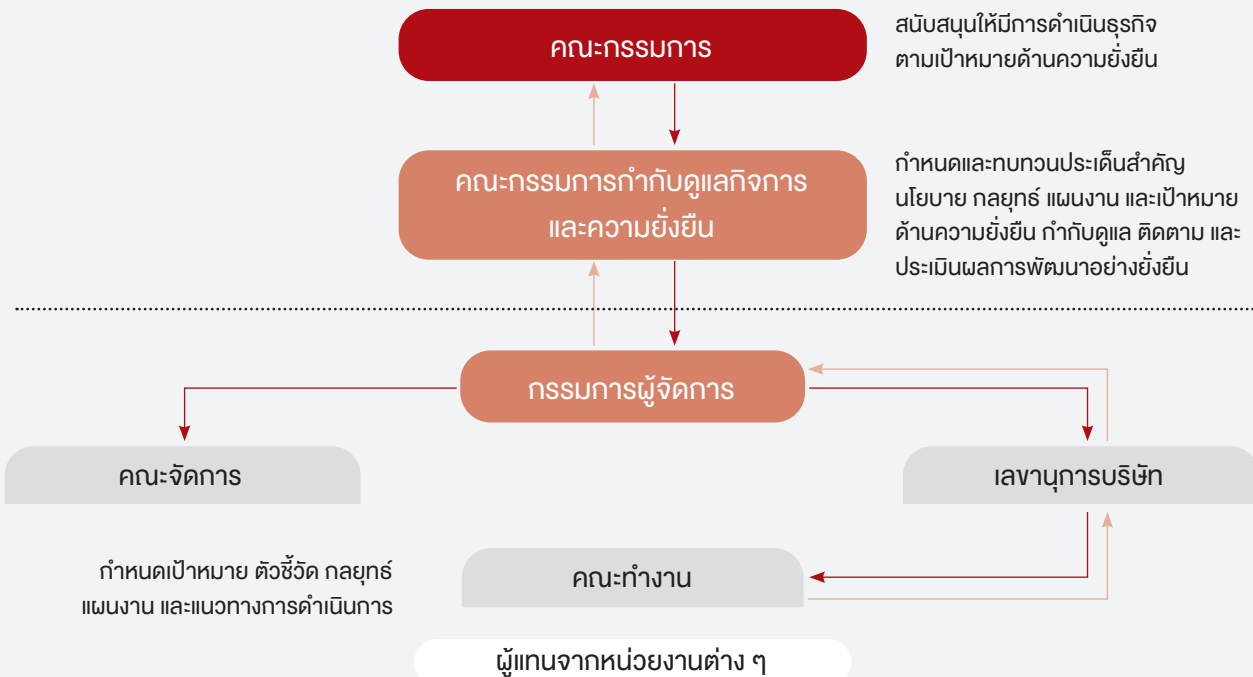 คณะกรรมการ
สนับสนุนให้มีการดำเนินธุรกิจ
ตามเป้าหมายด้านความยั่งยืน
คณะกรรมการกำกับดูแลกิจการ
และความยั่งยืน
กำหนดและทบทวนประเด็นสำคัญ
นโยบาย กลยุทธ์ แผนงาน และเป้าหมาย
ด้านความยั่งยืน กำกับดูแล ติดตาม และ
ประเมินผลการพัฒนาอย่างยั่งยืน
กรรมการผู้จัดการ
คณะจัดการ
เลขานุการบริษัท
กำหนดเป้าหมาย ตัวชี้วัด กลยุทธ์
แผนงาน และแนวทางการดำเนินการ
คณะทำงาน
ผู้แทนจากหน่วยงานต่าง ๆ